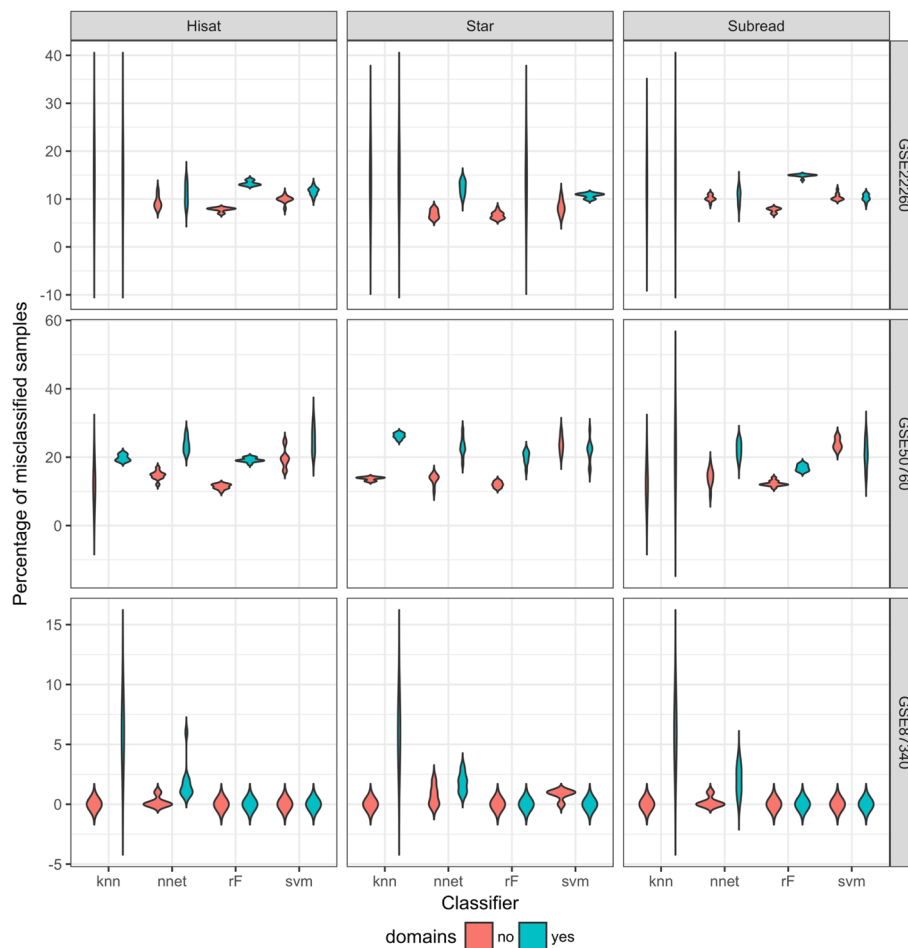 Hisat Star Subread
Percentage of misclassified samples
40
30
20
10
0
-10
GSE22260
60
40
20
0
GSE50760
15
10
5
0
-5
GSE87340
knn nnet rF svm knn nnet rF svm knn nnet rF svm
Classifier
domains no yes